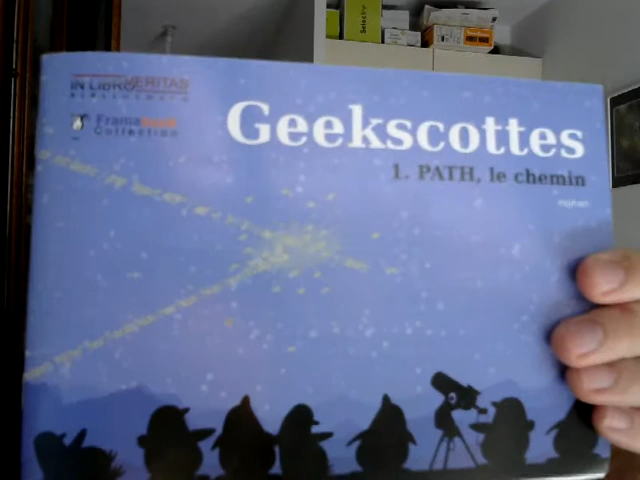 IN LIBRO VERITAS
Framabook
Collection
Geekscottes
1. PATH, le chemin